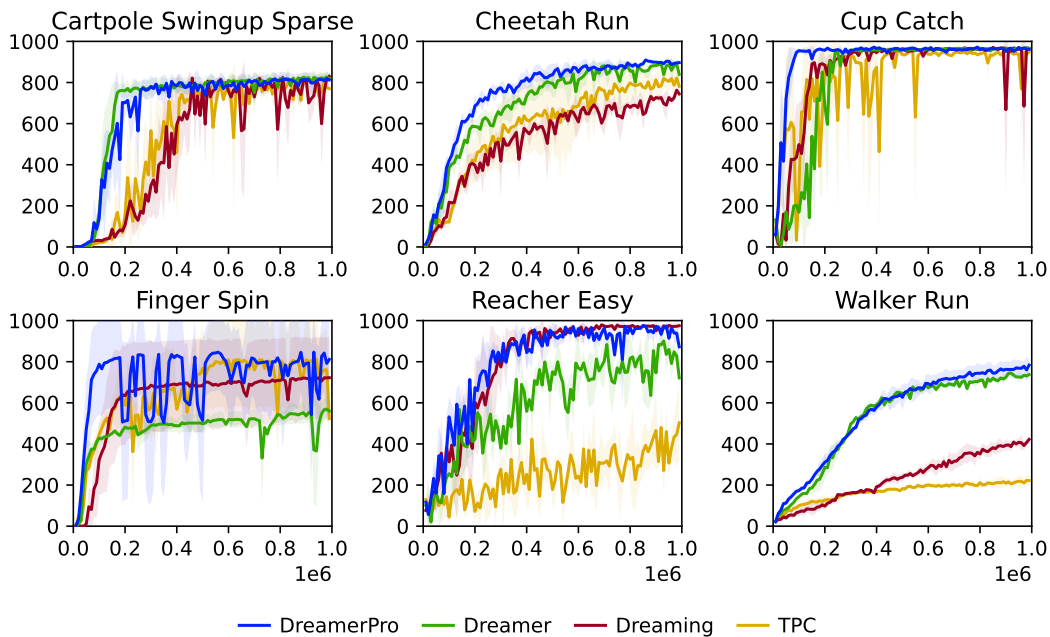 Cartpole Swingup Sparse
Cheetah Run
Cup Catch
1000
800
600
400
200
0
0.0 0.2 0.4 0.6 0.8 1.0
1000
800
600
400
200
0
0.0 0.2 0.4 0.6 0.8 1.0
1000
800
600
400
200
0
0.0 0.2 0.4 0.6 0.8 1.0
Finger Spin
Reacher Easy
Walker Run
1000
800
600
400
200
0
0.0 0.2 0.4 0.6 0.8 1.0
1e6
1000
800
600
400
200
0
0.0 0.2 0.4 0.6 0.8 1.0
1e6
1000
800
600
400
200
0
0.0 0.2 0.4 0.6 0.8 1.0
1e6
DreamerPro Dreamer Dreaming TPC